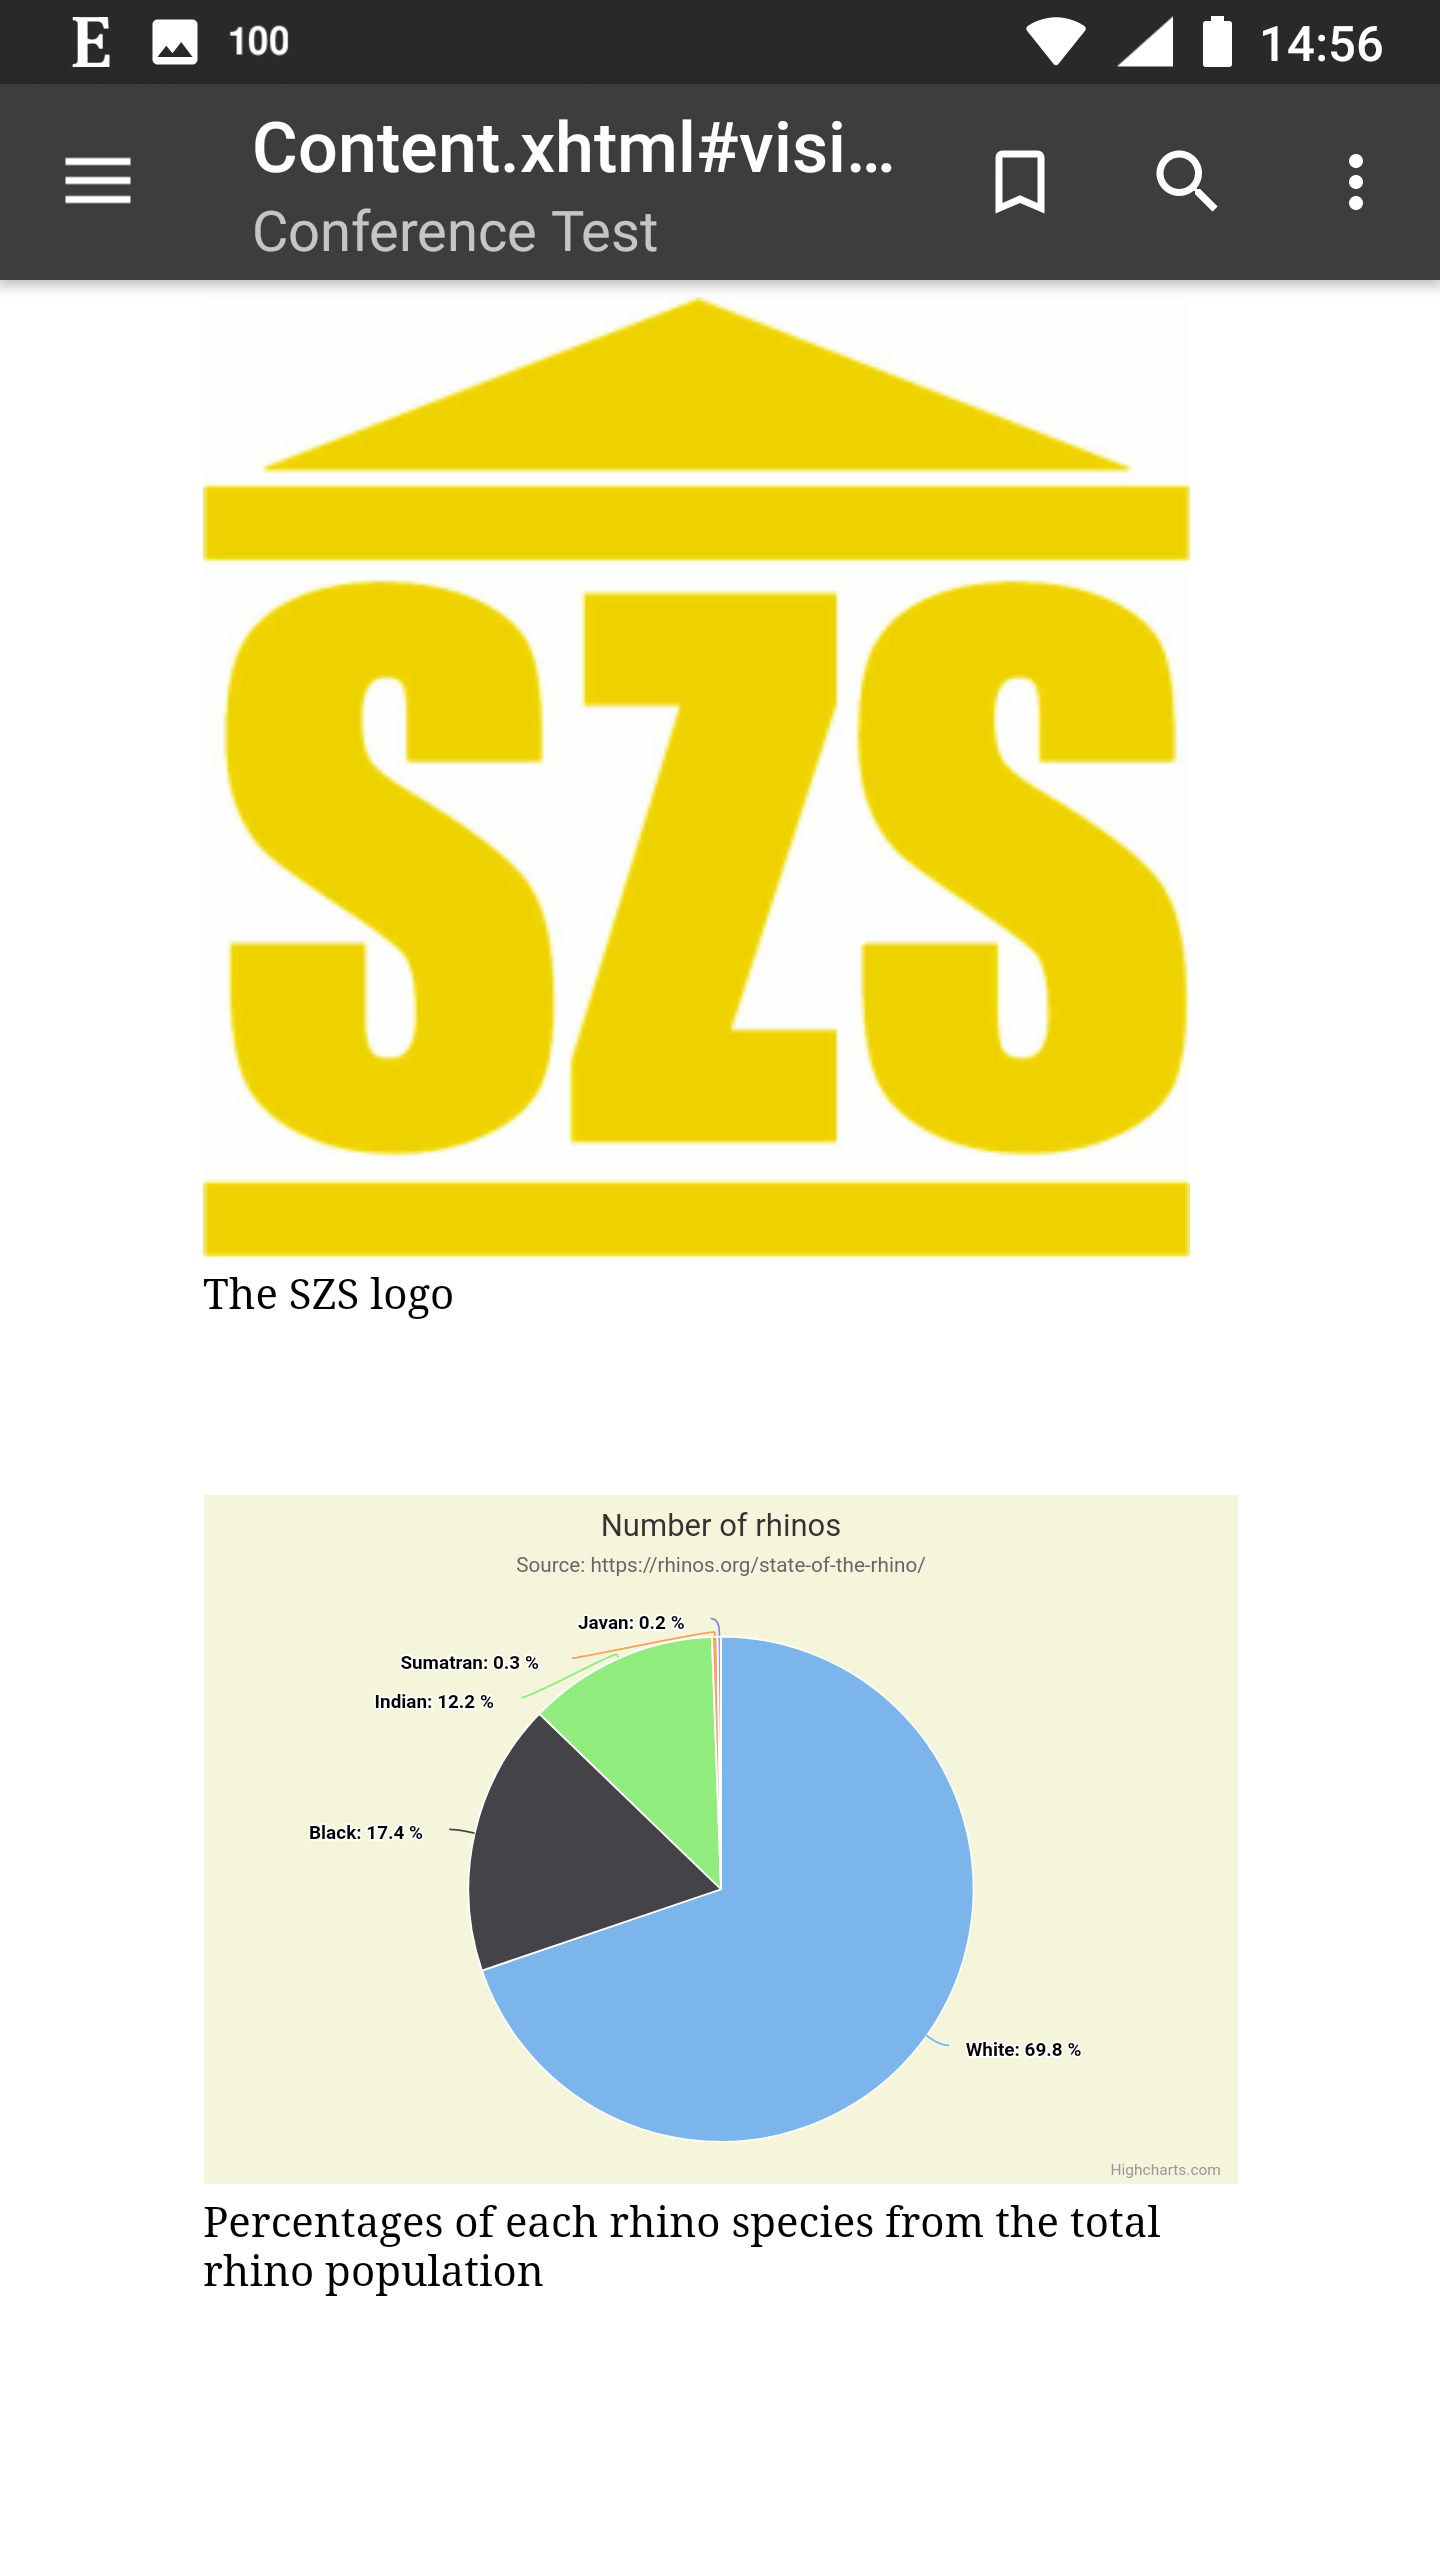 E 100 14:56
Content.xhtml#visi...
Conference Test
SZS
The SZS logo
Number of rhinos
Source: https://rhinos.org/state-of-the-rhino/
Javan: 0.2 %
Sumatran: 0.3 %
Indian: 12.2 %
Black: 17.4 %
White: 69.8 %
Highcharts.com
Percentages of each rhino species from the total
rhino population